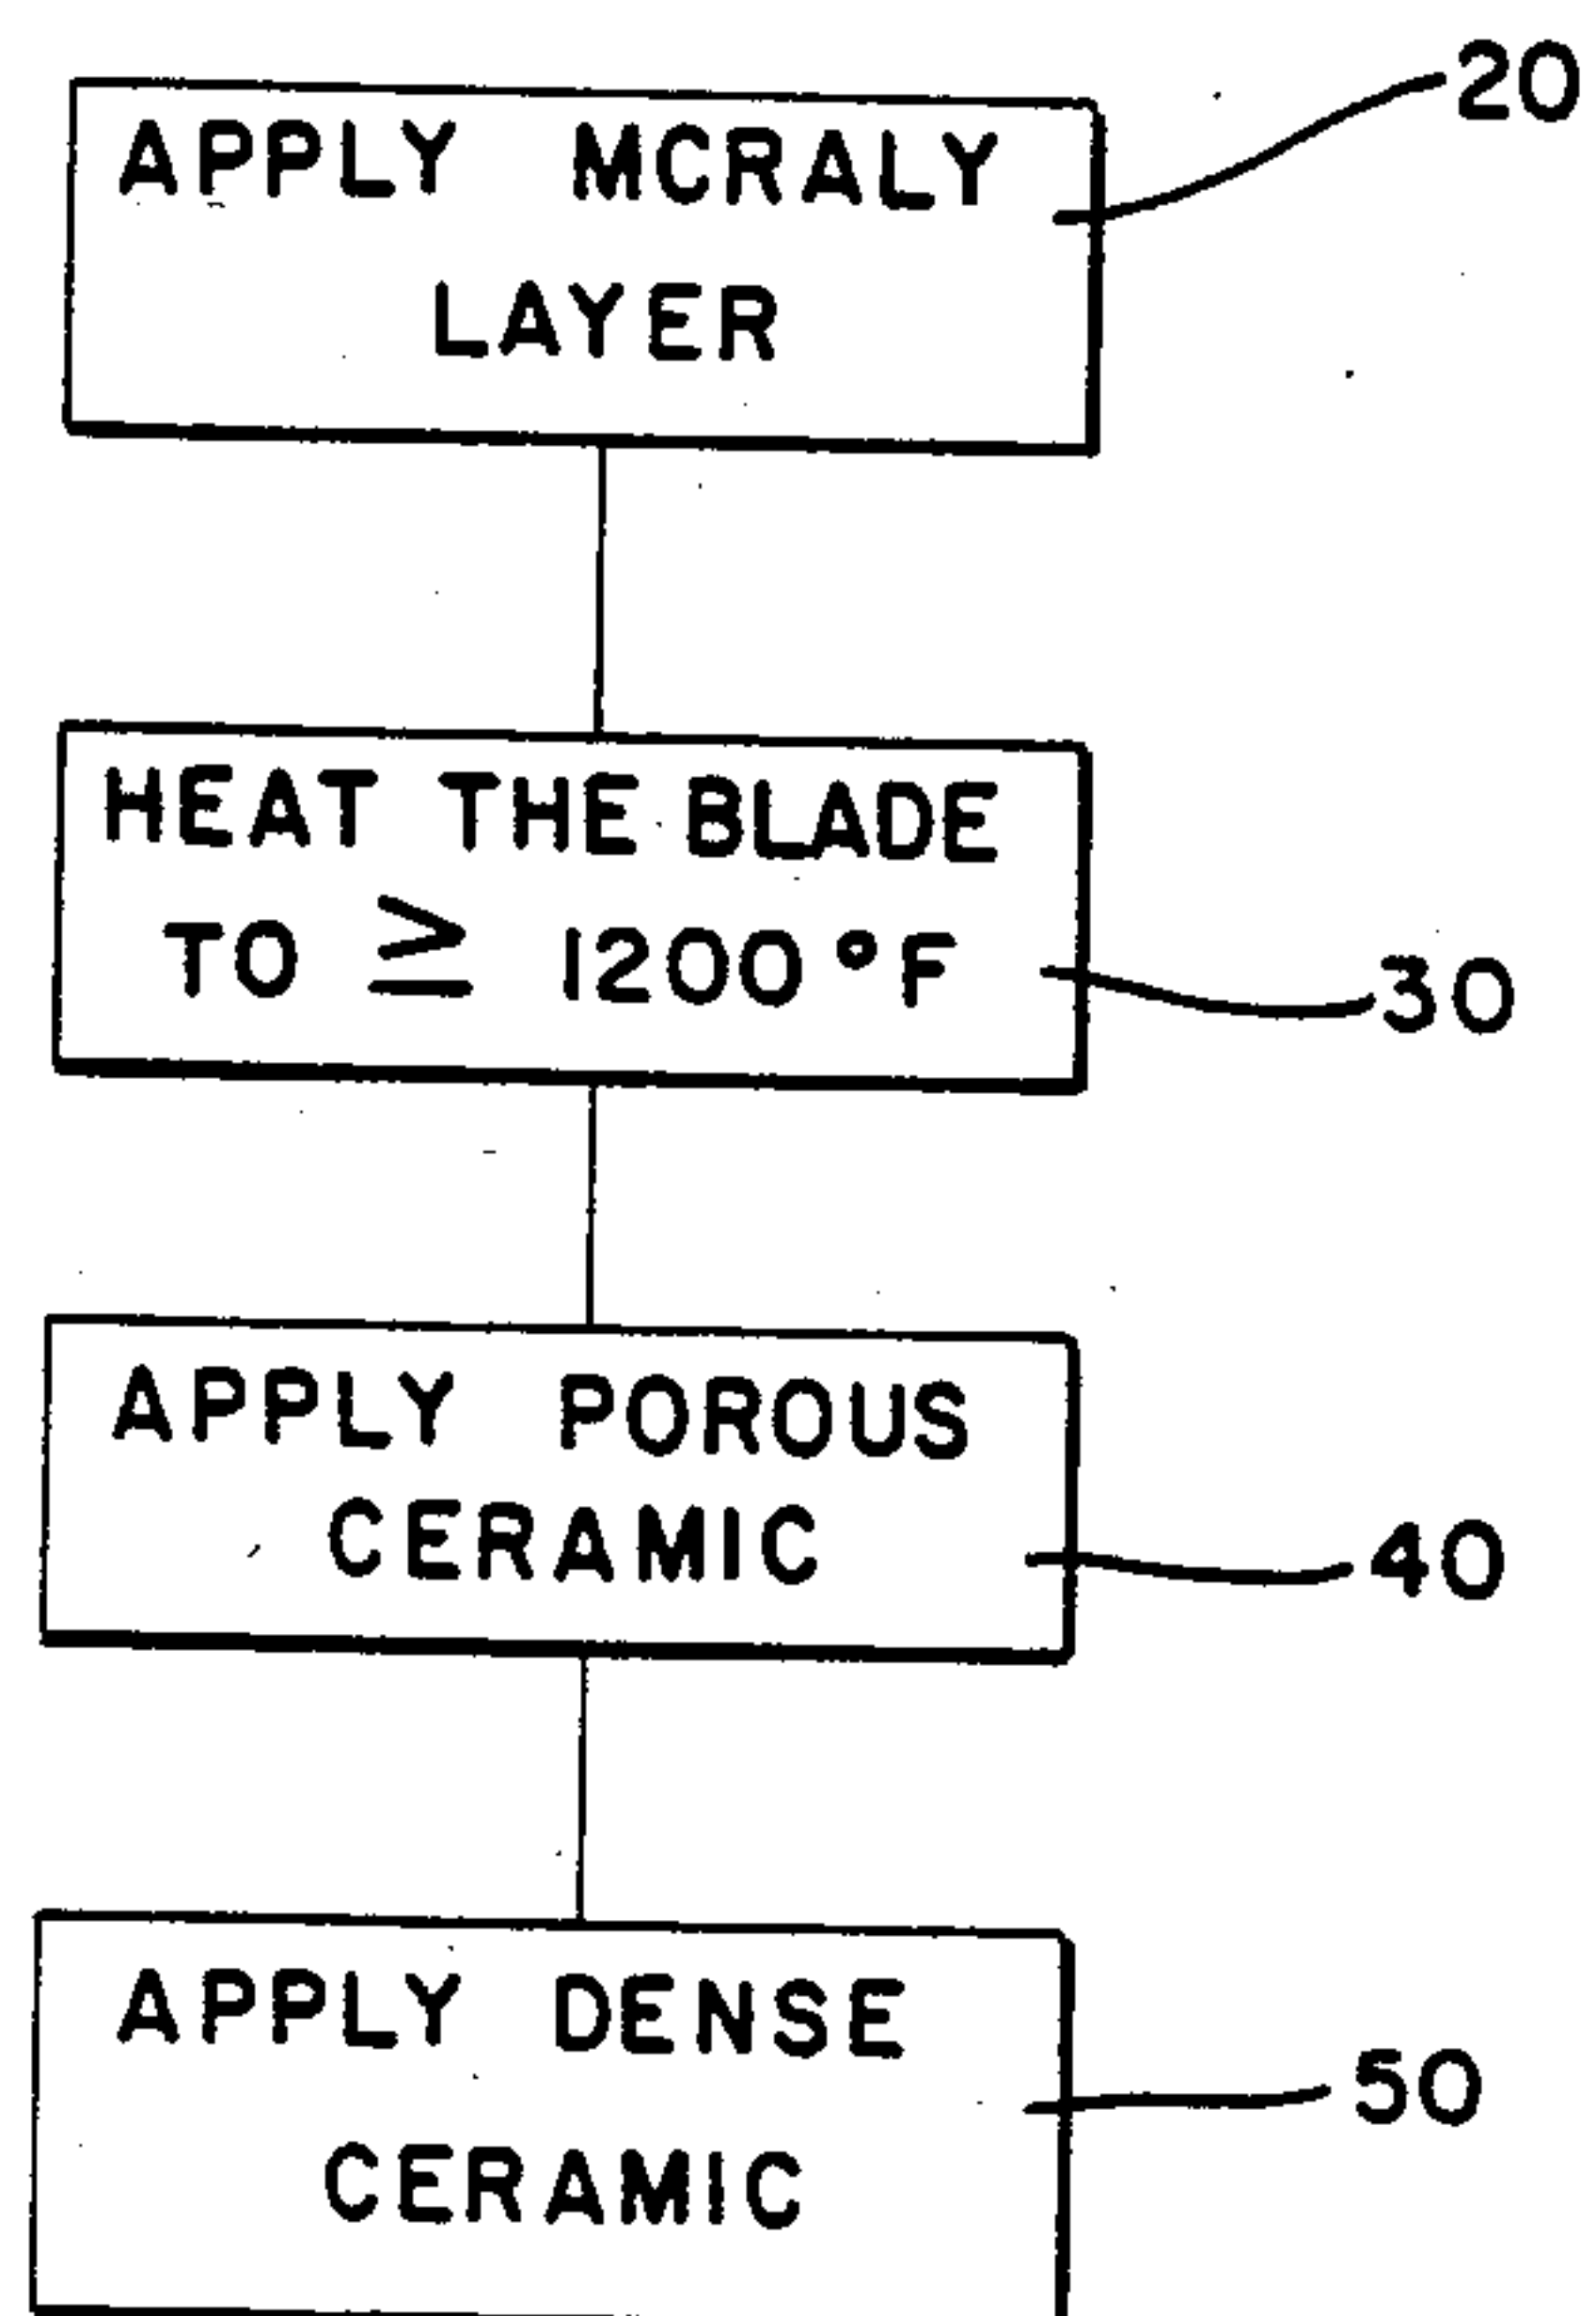 20
APPLY MCRALY
LAYER
HEAT THE BLADE
TO ≥ 1200°F
30
APPLY POROUS
CERAMIC
40
APPLY DENSE
50
CERAMIC